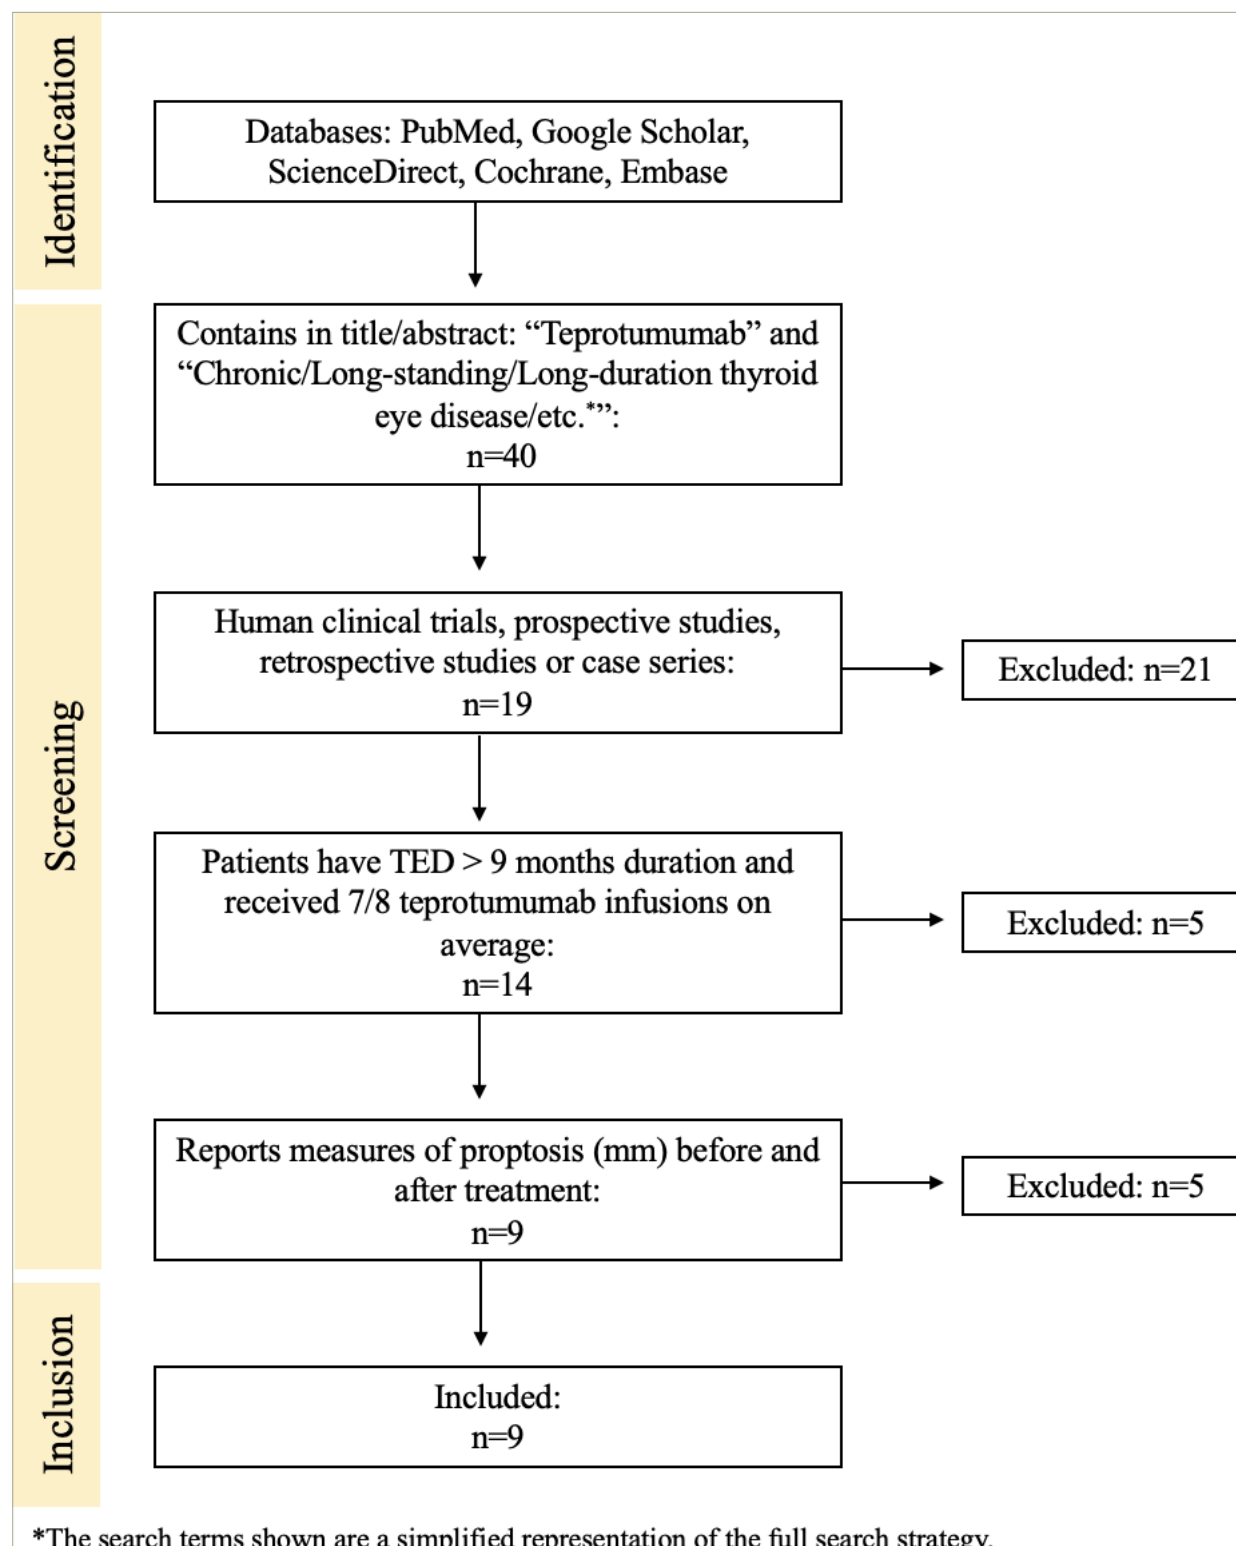 Identification
Databases: PubMed, Google Scholar,
ScienceDirect, Cochrane, Embase
Screening
Contains in title/abstract: “Teprotumumab” and
“Chronic/Long-standing/Long-duration thyroid
eye disease/etc.*”:
n=40
Human clinical trials, prospective studies,
retrospective studies or case series:
n=19
Excluded: n=21
Patients have TED > 9 months duration and
received 7/8 teprotumumab infusions on
average:
n=14
Excluded: n=5
Reports measures of proptosis (mm) before and
after treatment:
n=9
Excluded: n=5
Inclusion
Included:
n=9
*The search terms shown are a simplified representation of the full search strategy.